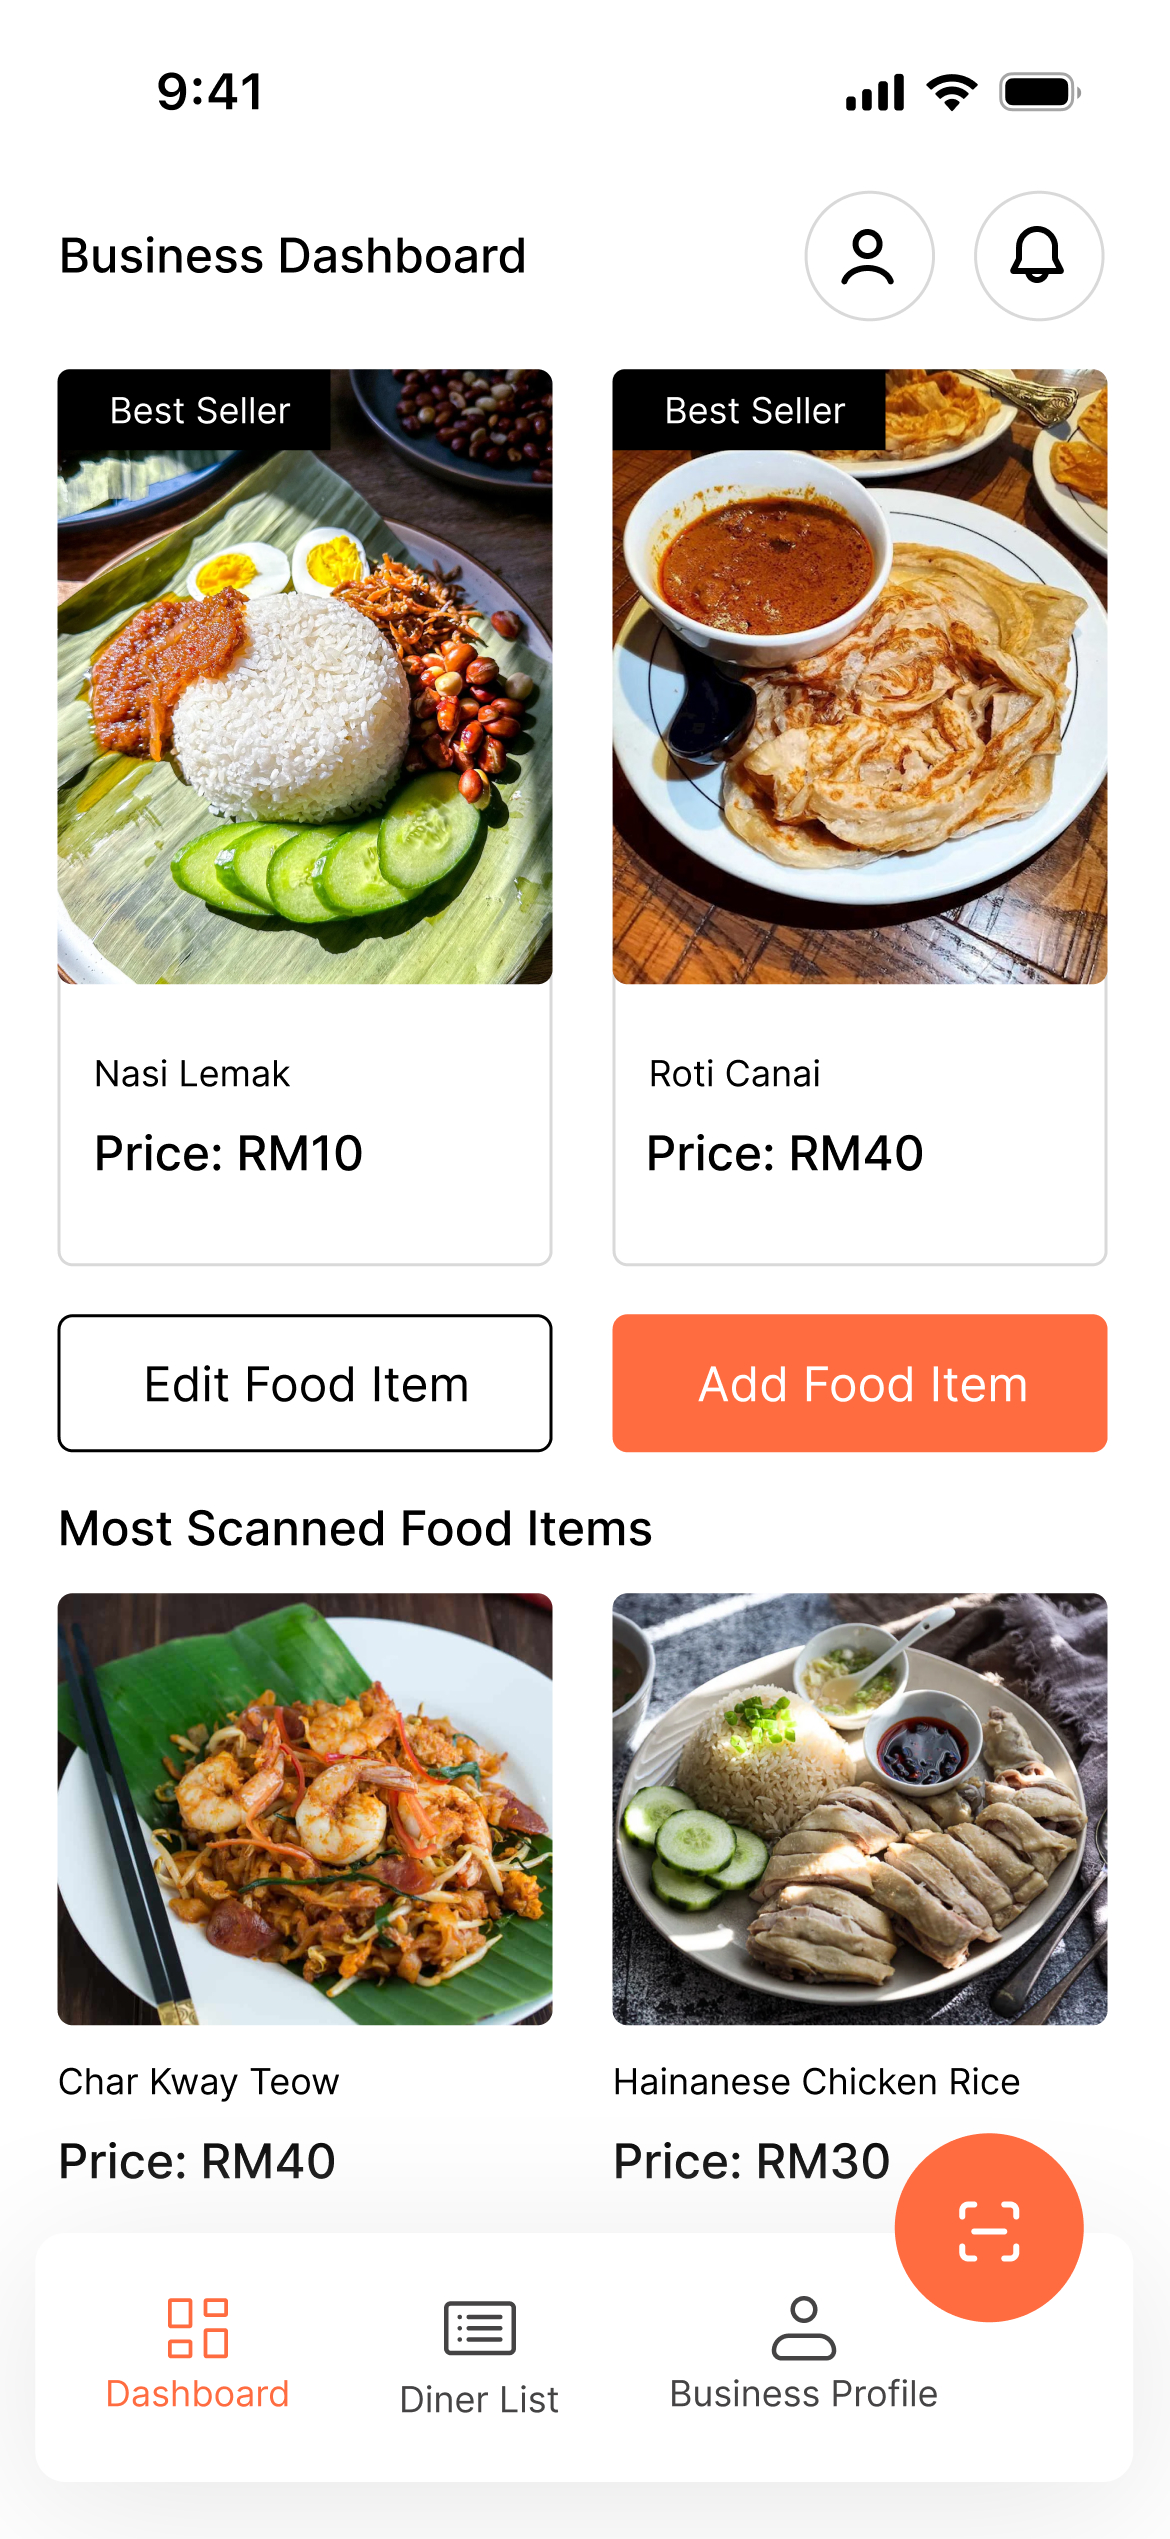 9:41
Business Dashboard
Best Seller
Best Seller
Nasi Lemak
Price: RM10
Roti Canai
Price: RM40
Edit Food Item
Add Food Item
Most Scanned Food Items
Char Kway Teow
Price: RM40
Hainanese Chicken Rice
Price: RM30
Dashboard
Diner List
Business Profile